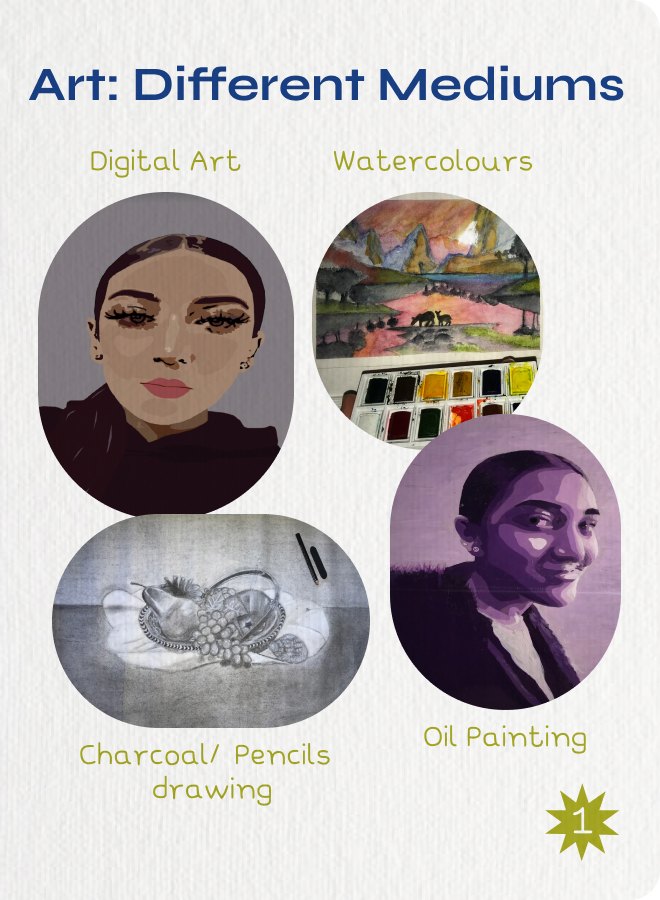 Art: Different Mediums
Digital Art
Watercolours
Charcoal/ Pencils
drawing
Oil Painting
1